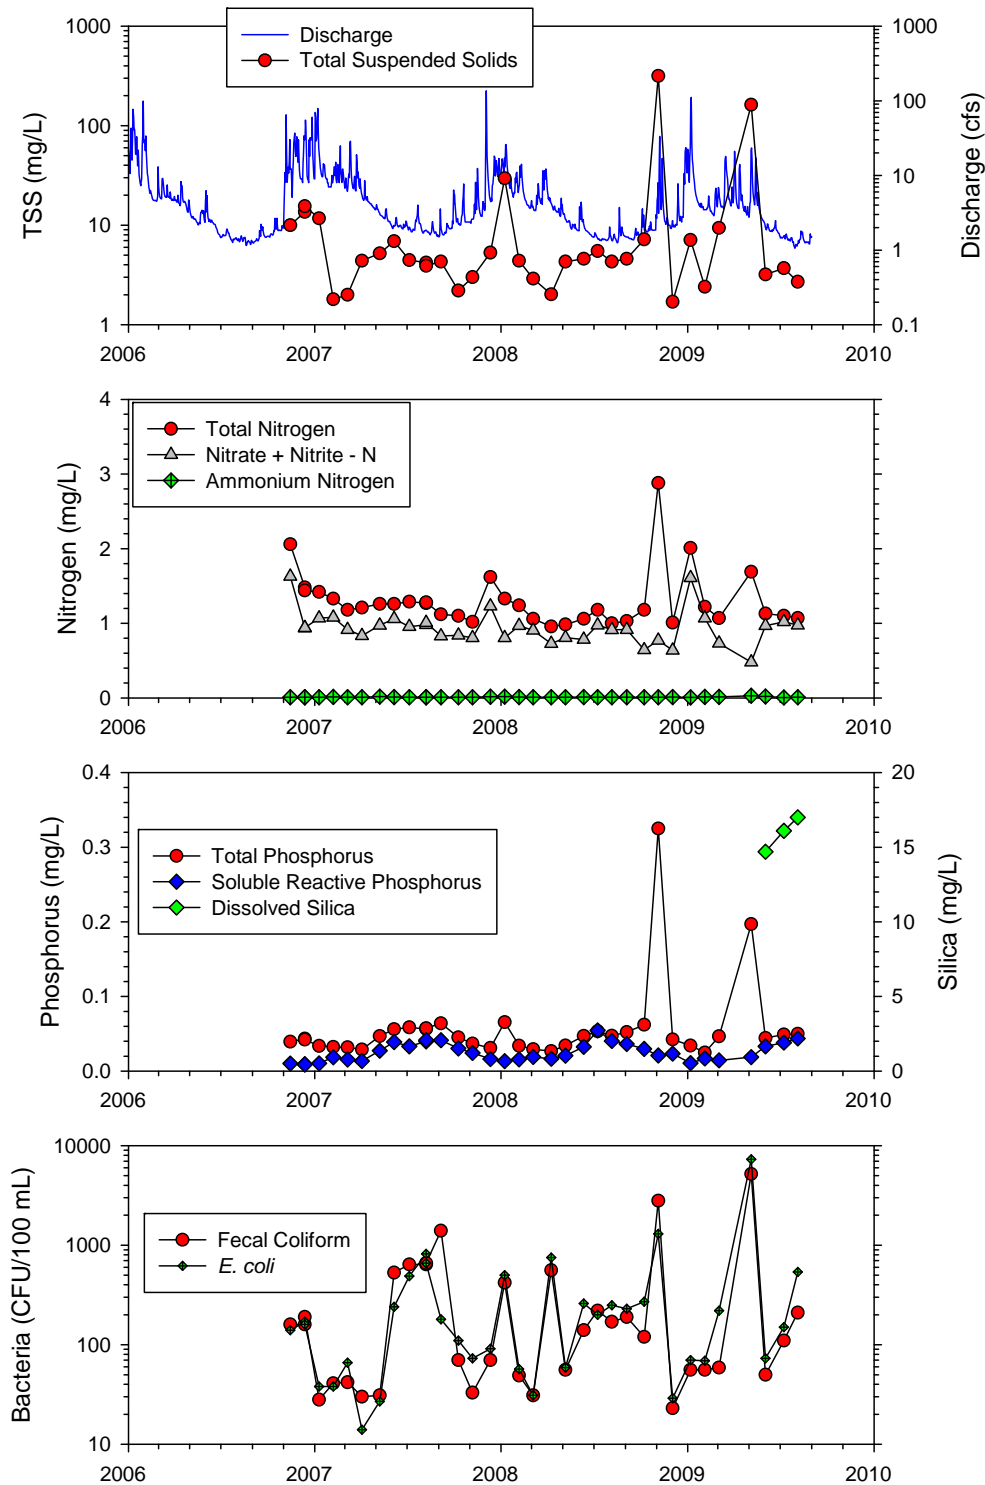 1000
100
10
1
TSS (mg/L)
Discharge
Total Suspended Solids
1000
100
10
1
0.1
Discharge (cfs)
2006 2007 2008 2009 2010
4
3
2
1
0
Nitrogen (mg/L)
Total Nitrogen
Nitrate + Nitrite - N
Ammonium Nitrogen
2006 2007 2008 2009 2010
0.4
0.3
0.2
0.1
0.0
Phosphorus (mg/L)
Total Phosphorus
Soluble Reactive Phosphorus
Dissolved Silica
20
15
10
5
0
Silica (mg/L)
2006 2007 2008 2009 2010
10000
1000
100
10
Bacteria (CFU/100 mL)
Fecal Coliform
E. coli
2006 2007 2008 2009 2010